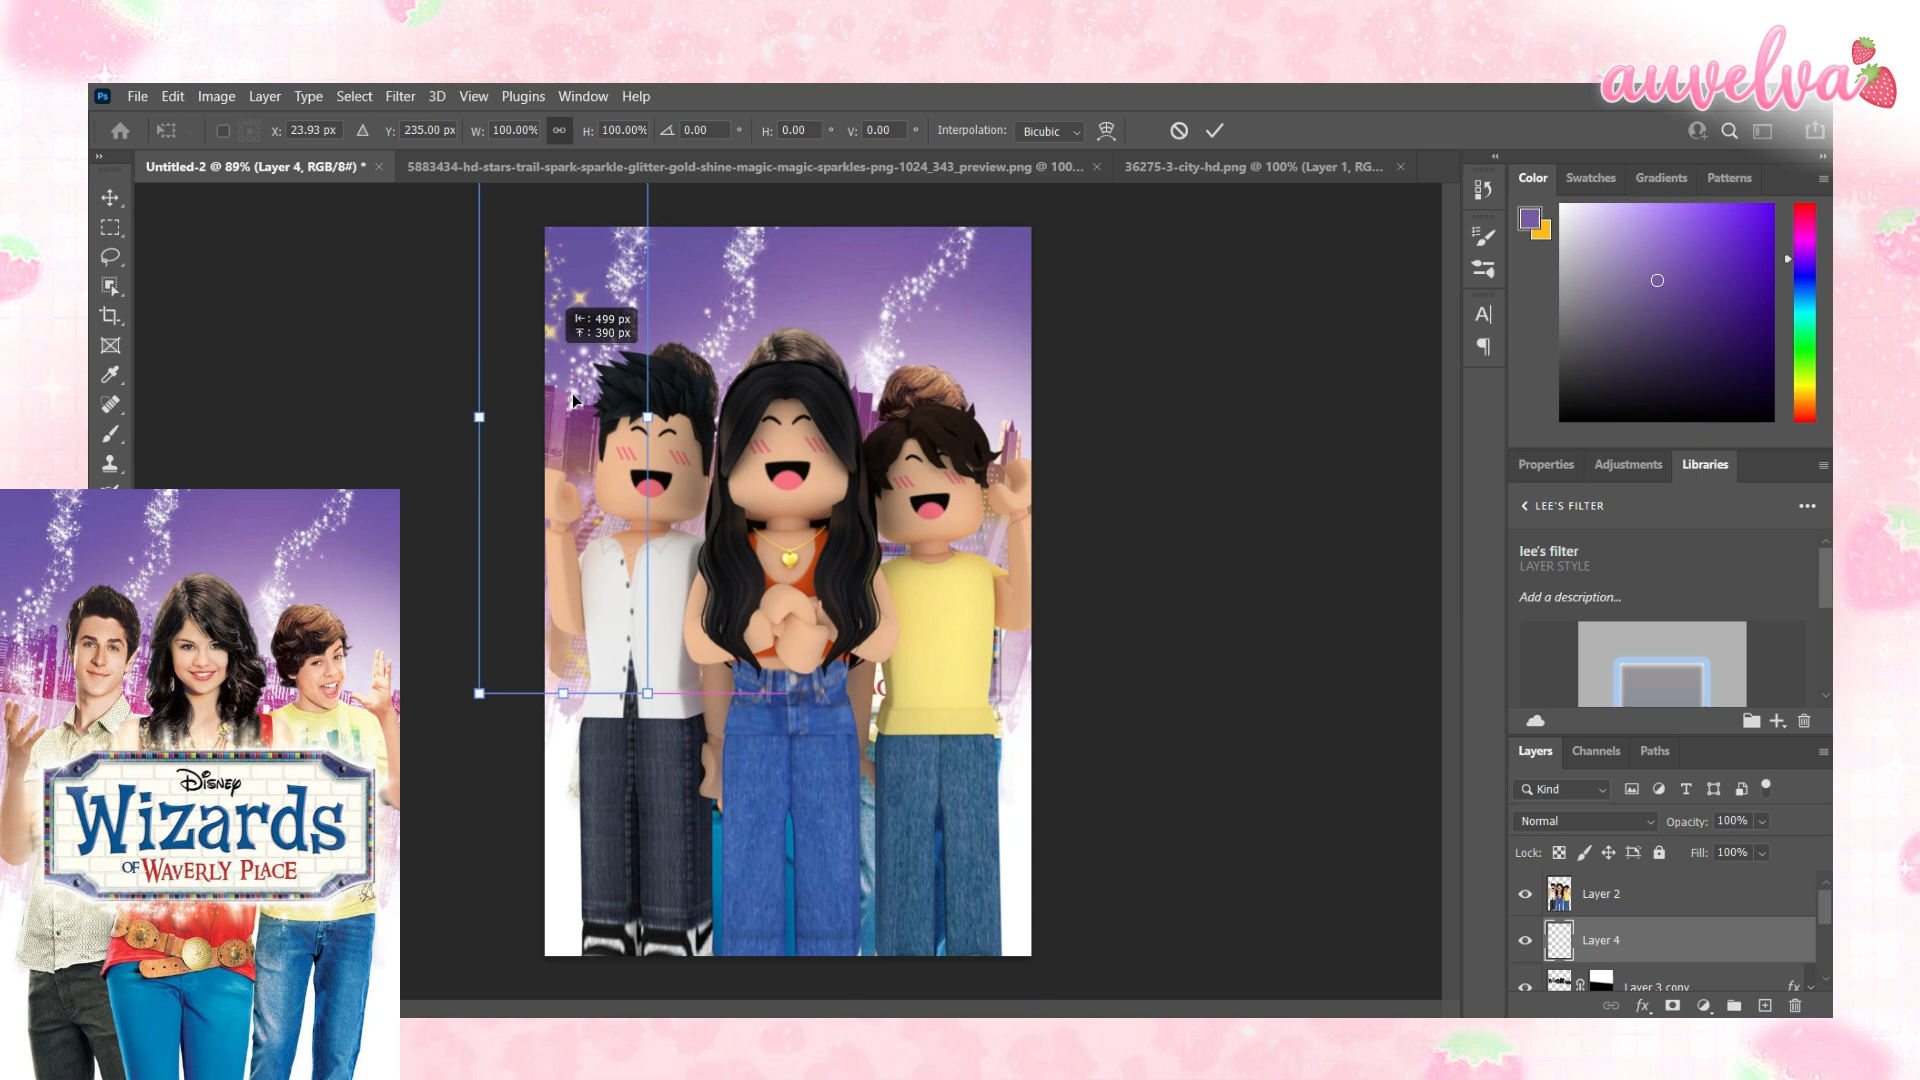 auvelva
Ps File Edit Image Layer Type Select Filter 3D View Plugins Window Help
X: 23.93 px Y: 235.00 px W: 100.00% H: 100.00% 0.00 ° H: 0.00 ° V: 0.00 ° Interpolation: Bicubic
Untitled-2 @ 89% (Layer 4, RGB/8#) * × 5883434-hd-stars-trail-spark-sparkle-glitter-gold-shine-magic-magic-sparkles-png-1024_343_preview.png @ 100... × 36275-3-city-hd.png @ 100% (Layer 1, RG... ×
Color Swatches Gradients Patterns
: 499 px
: 390 px
A|
Properties Adjustments Libraries
LEE'S FILTER
lee's filter
LAYER STYLE
Add a description...
Layers Channels Paths
Kind
Normal Opacity: 100%
Lock: Fill: 100%
Layer 2
Layer 4
Layer 3 copy fx
fx
DISNEY
Wizards
OF WAVERLY PLACE